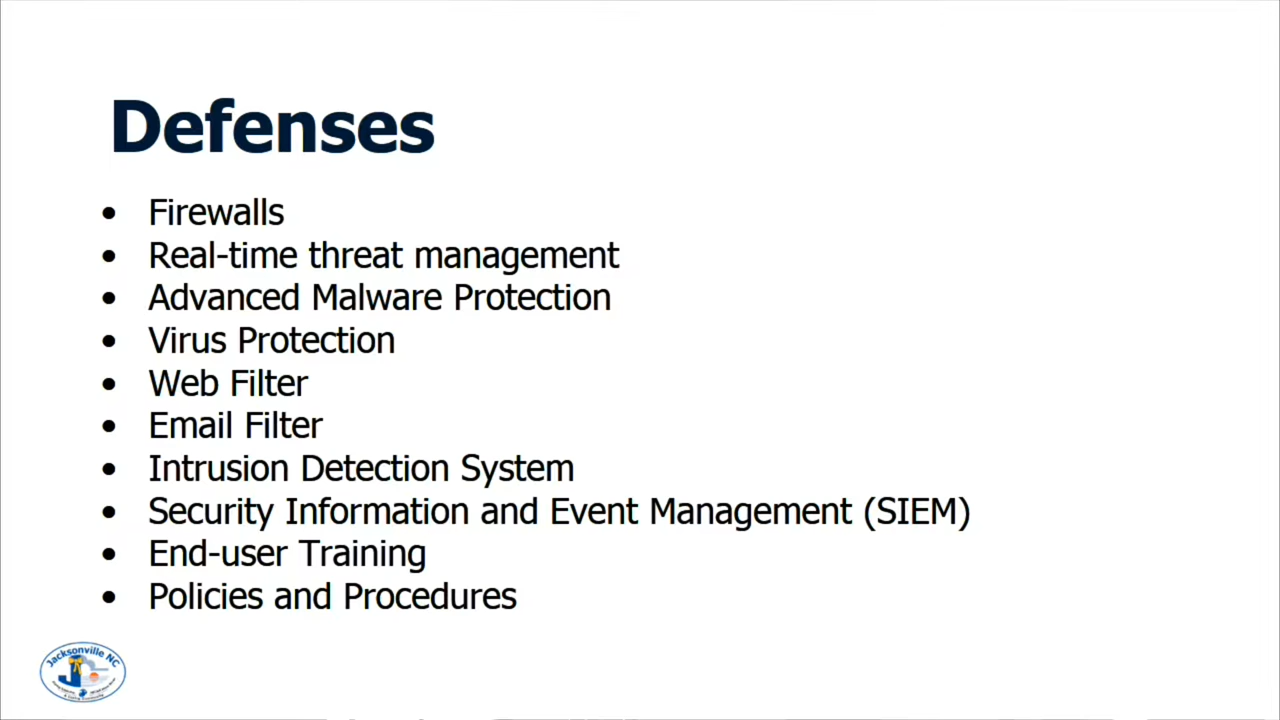 Defenses
• Firewalls
• Real-time threat management
• Advanced Malware Protection
• Virus Protection
• Web Filter
• Email Filter
• Intrusion Detection System
• Security Information and Event Management (SIEM)
• End-user Training
• Policies and Procedures
Jacksonville NC